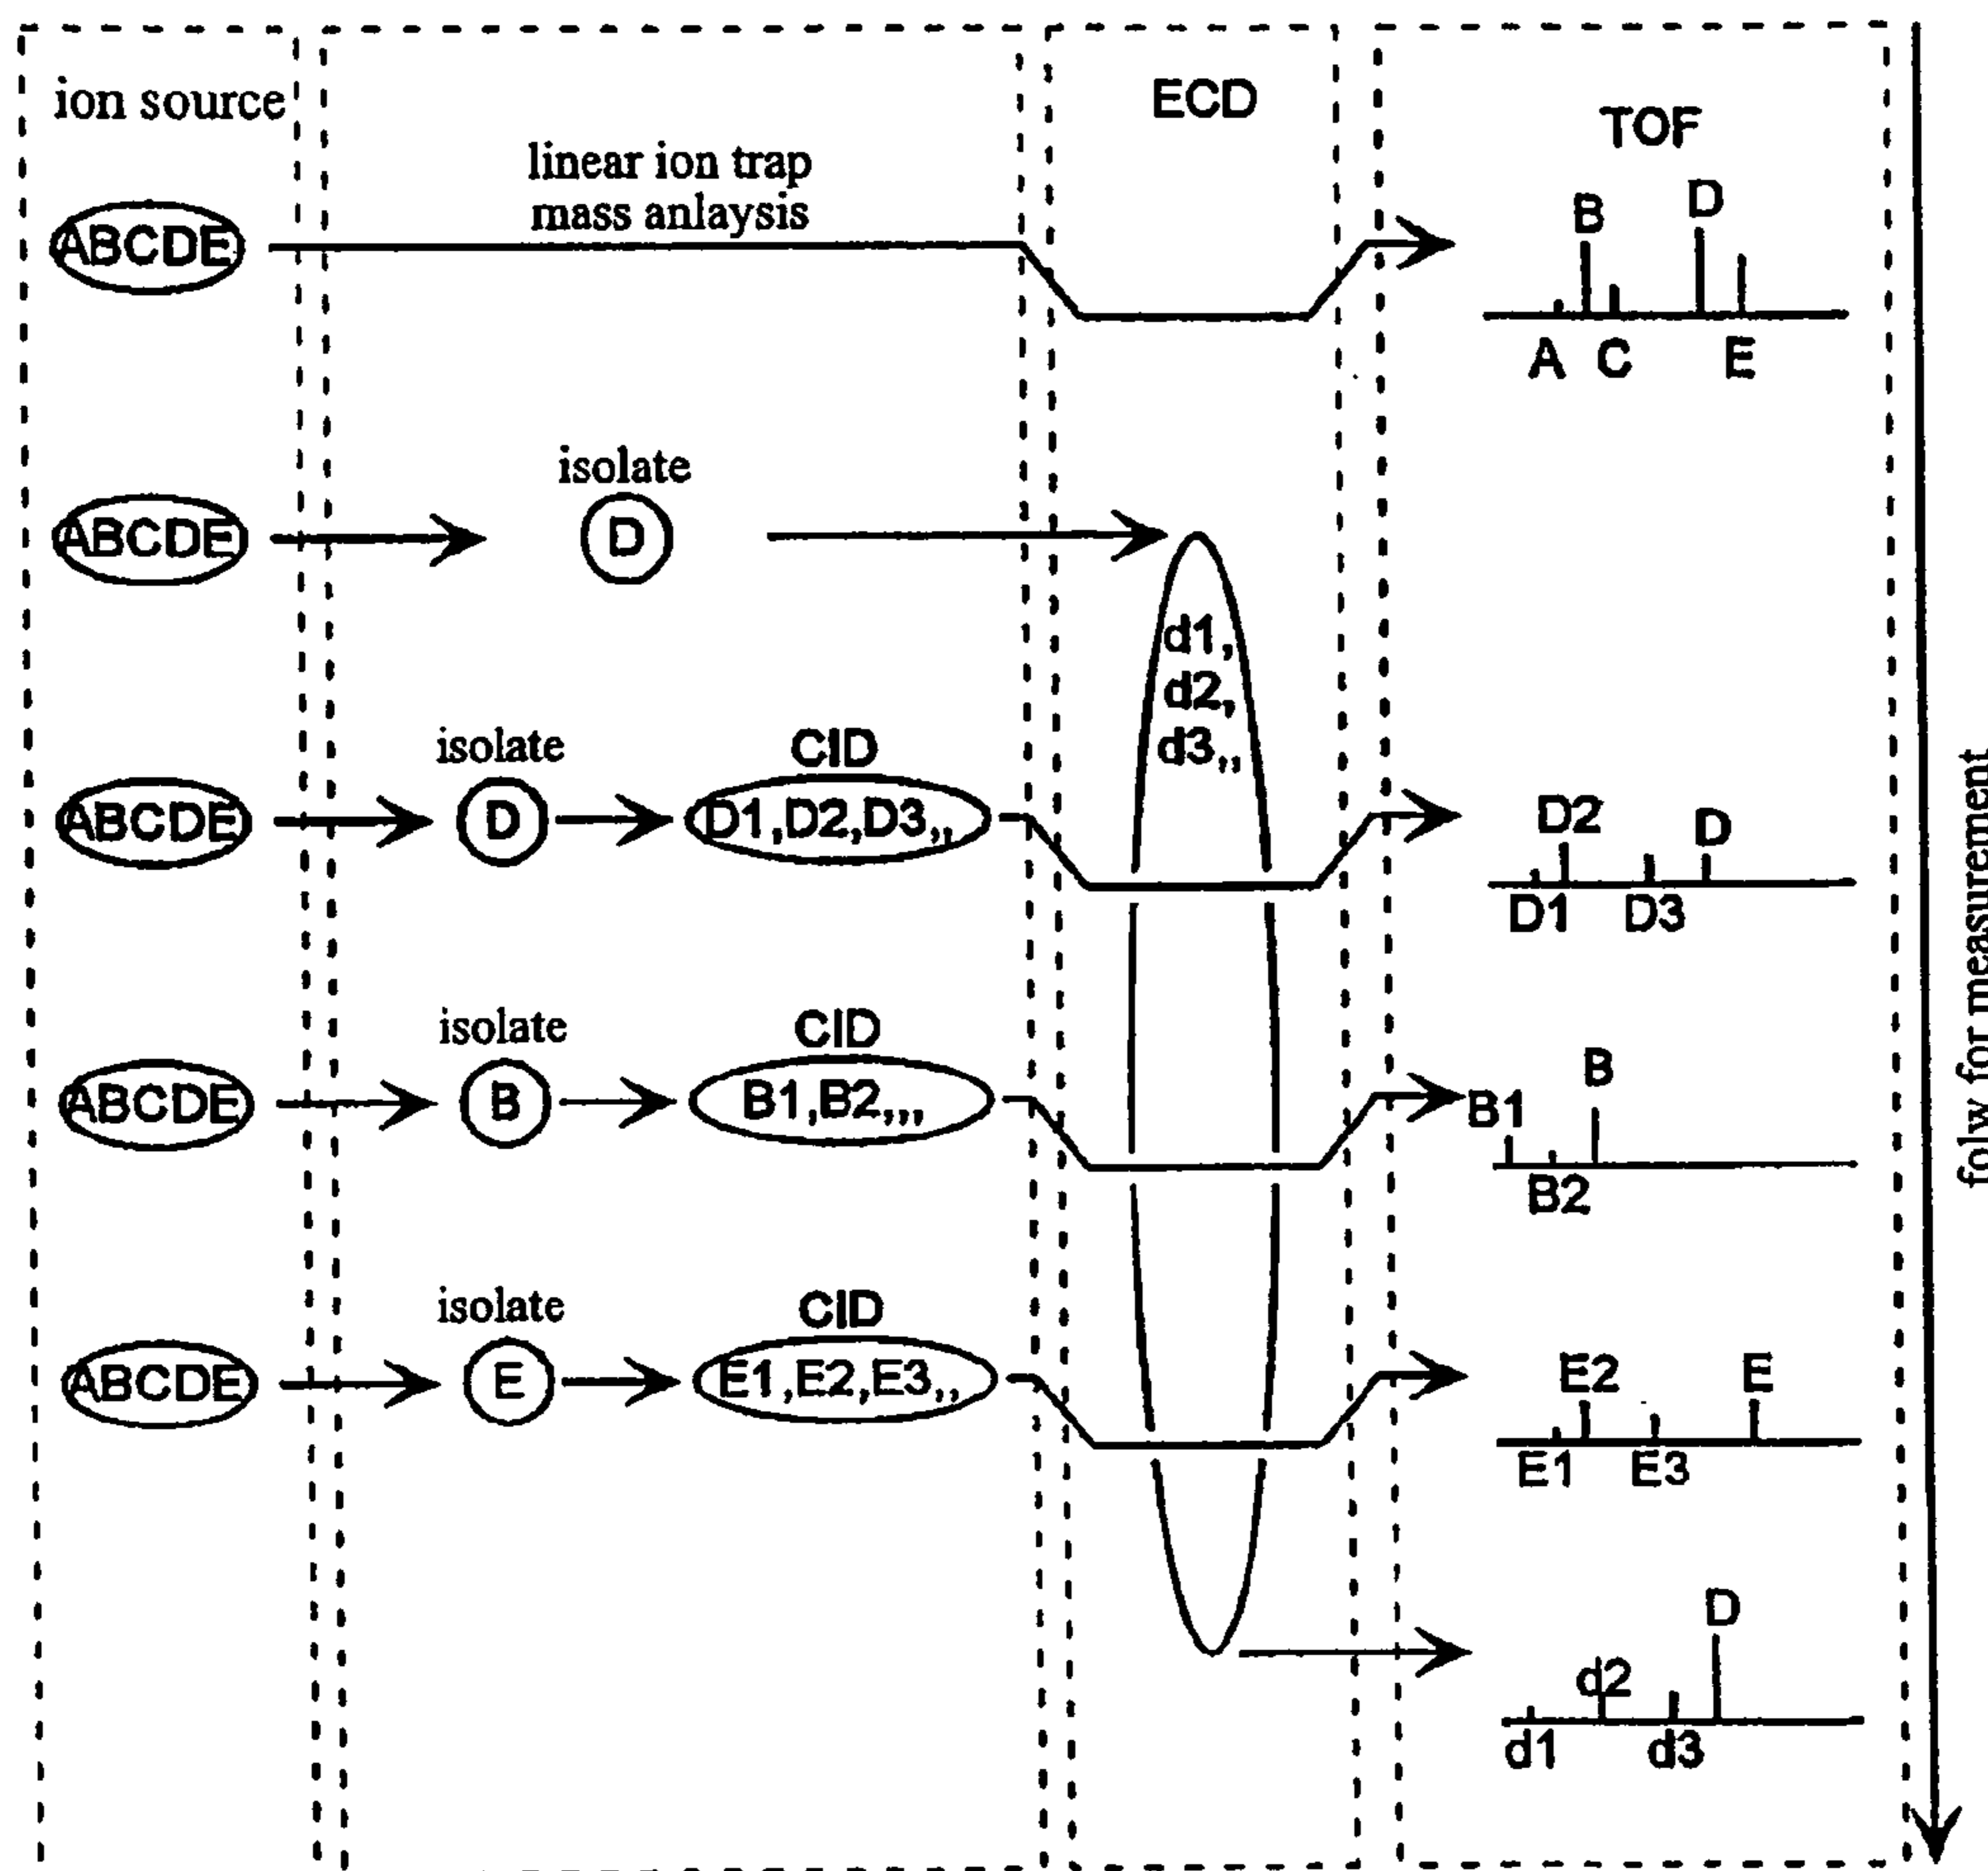 ion source
linear ion trap
mass anlaysis
ECD
TOF
ABCDE
B
D
A
C
E
isolate
ABCDE
D
d1,
d2,
d3,,
isolate
CID
ABCDE
D
D1,D2,D3,,
D2
D
D1
D3
isolate
CID
ABCDE
B
B1,B2,,,
B1
B
B2
isolate
CID
ABCDE
E
E1,E2,E3,,
E2
E
E1
E3
D
d2
d1
d3
folw for measurement